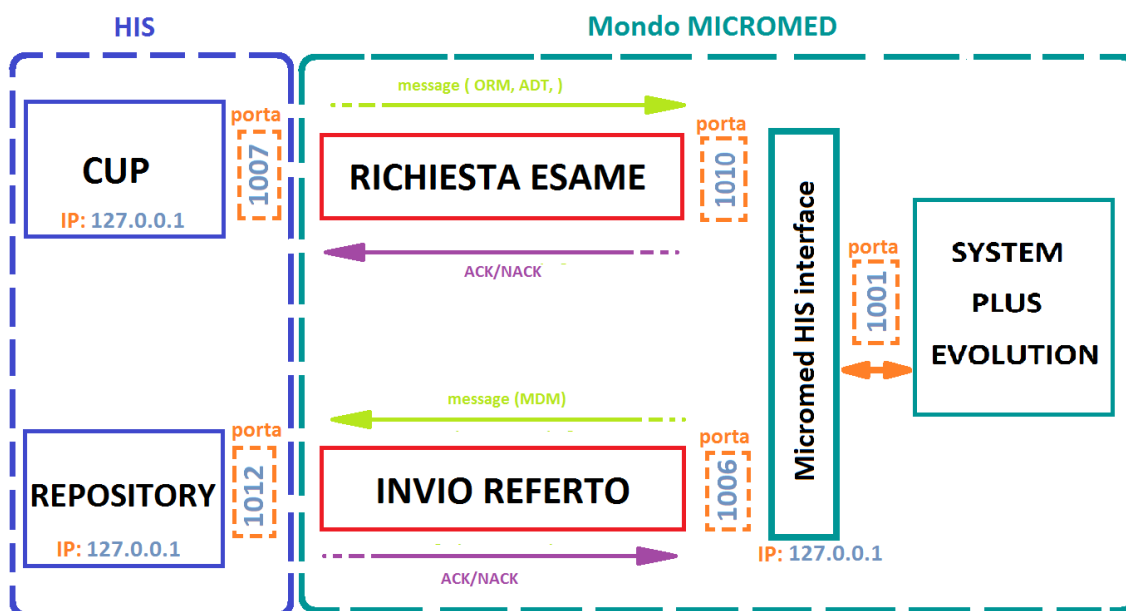 HIS
Mondo MICROMED
message ( ORM, ADT, )
porta
1007
CUP
IP: 127.0.0.1
RICHIESTA ESAME
porta
1010
ACK/NACK
Micromed HIS interface
IP: 127.0.0.1
porta
1001
SYSTEM
PLUS
EVOLUTION
message (MDM)
porta
1012
REPOSITORY
IP: 127.0.0.1
INVIO REFERTO
porta
1006
ACK/NACK